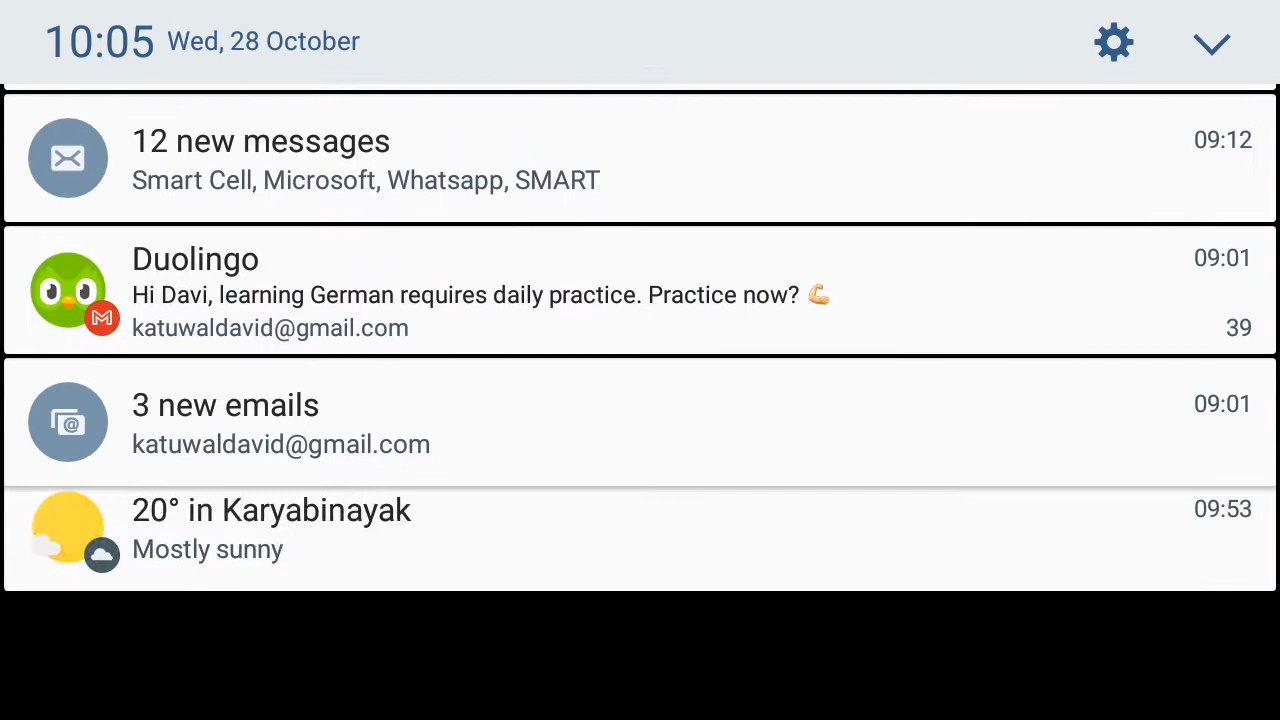 10:05 Wed, 28 October
12 new messages 09:12
Smart Cell, Microsoft, Whatsapp, SMART
Duolingo 09:01
Hi Davi, learning German requires daily practice. Practice now? 💪🏼
katuwaldavid@gmail.com 39
3 new emails 09:01
katuwaldavid@gmail.com
20° in Karyabinayak 09:53
Mostly sunny